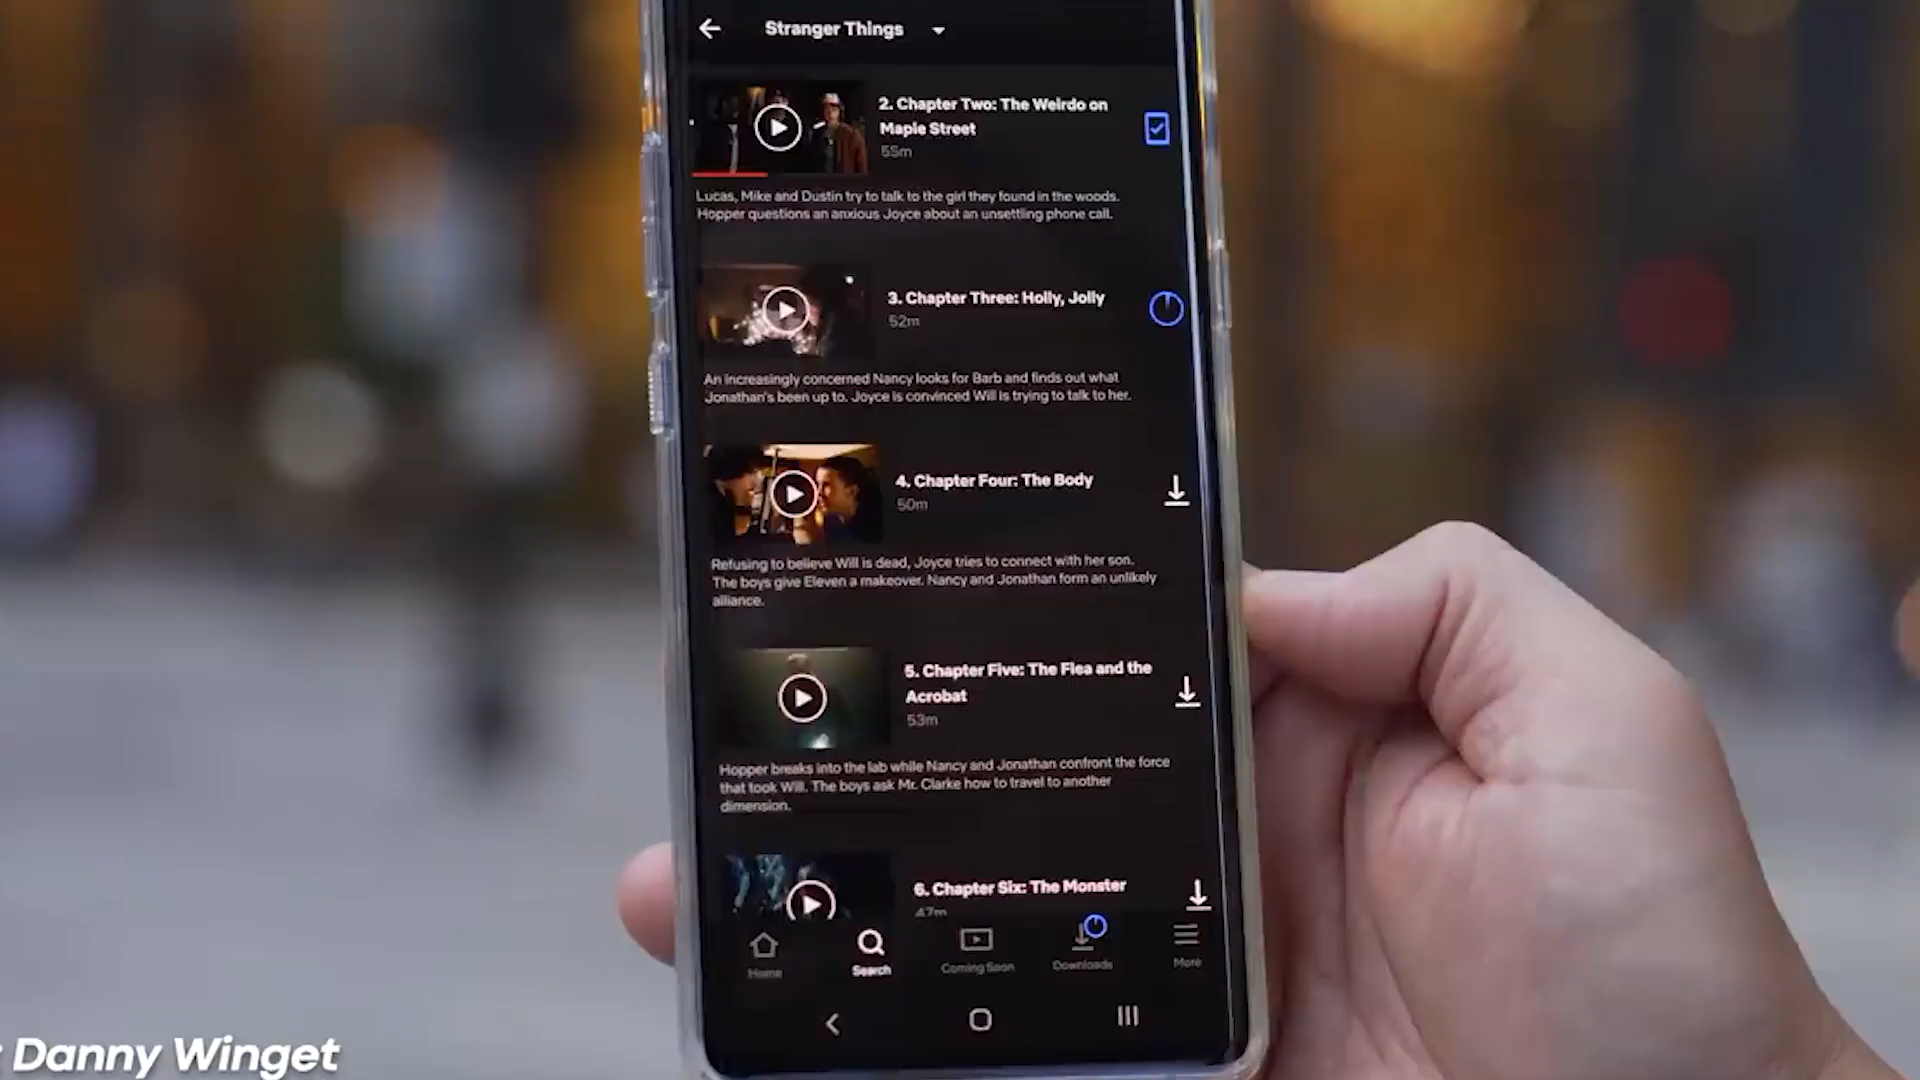 Stranger Things
2. Chapter Two: The Weirdo on
Maple Street
55m
Lucas, Mike and Dustin try to talk to the girl they found in the woods.
Hopper questions an anxious Joyce about an unsettling phone call.
3. Chapter Three: Holly, Jolly
52m
An increasingly concerned Nancy looks for Barb and finds out what
Jonathan's been up to. Joyce is convinced Will is trying to talk to her.
4. Chapter Four: The Body
50m
Refusing to believe Will is dead, Joyce tries to connect with her son.
The boys give Eleven a makeover. Nancy and Jonathan form an unlikely
alliance.
5. Chapter Five: The Flea and the
Acrobat
53m
Hopper breaks into the lab while Nancy and Jonathan confront the force
that took Will. The boys ask Mr. Clarke how to travel to another
dimension.
6. Chapter Six: The Monster
47m
Home
Search
Coming Soon
Downloads
More
: Danny Winget